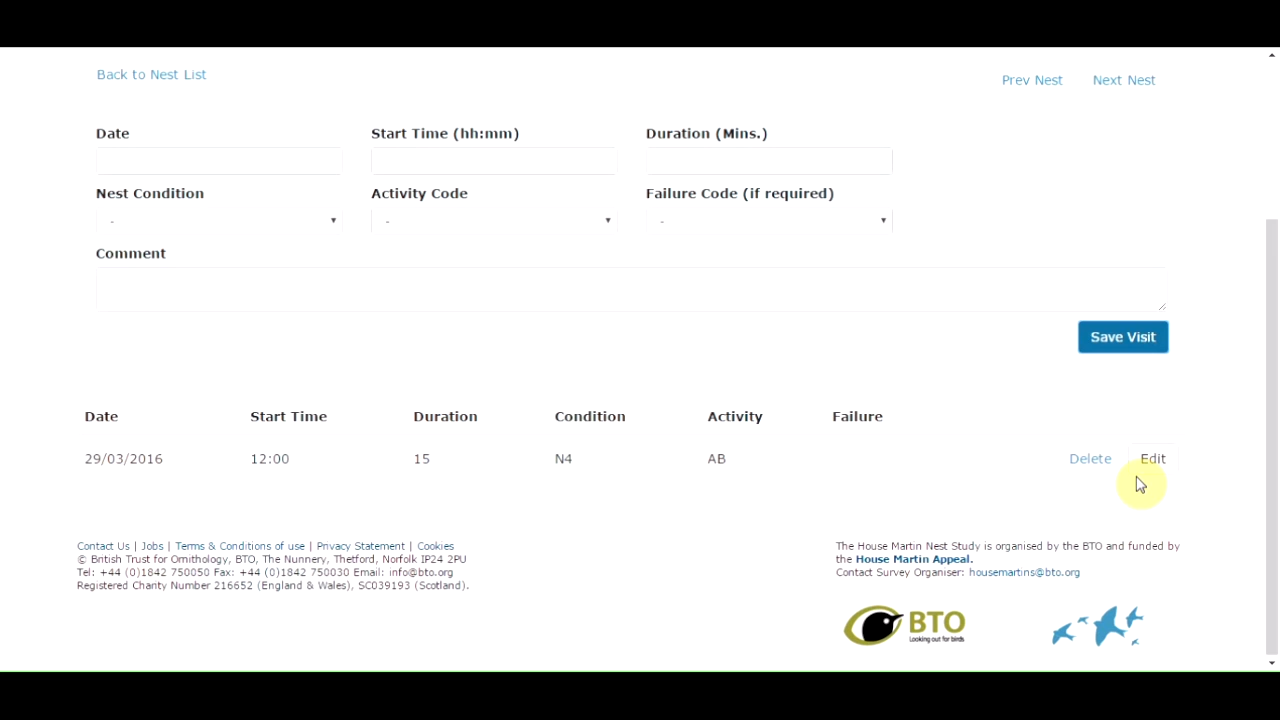 Back to Nest List
Prev Nest Next Nest
Date Start Time (hh:mm) Duration (Mins.)
Nest Condition Activity Code Failure Code (if required)
- - -
Comment
Save Visit
Date Start Time Duration Condition Activity Failure
29/03/2016 12:00 15 N4 AB Delete Edit
Contact Us | Jobs | Terms & Conditions of use | Privacy Statement | Cookies
© British Trust for Ornithology, BTO, The Nunnery, Thetford, Norfolk IP24 2PU
Tel: +44 (0)1842 750050 Fax: +44 (0)1842 750030 Email: info@bto.org
Registered Charity Number 216652 (England & Wales), SC039193 (Scotland).
The House Martin Nest Study is organised by the BTO and funded by
the House Martin Appeal.
Contact Survey Organiser: housemartins@bto.org
BTO
Looking out for birds